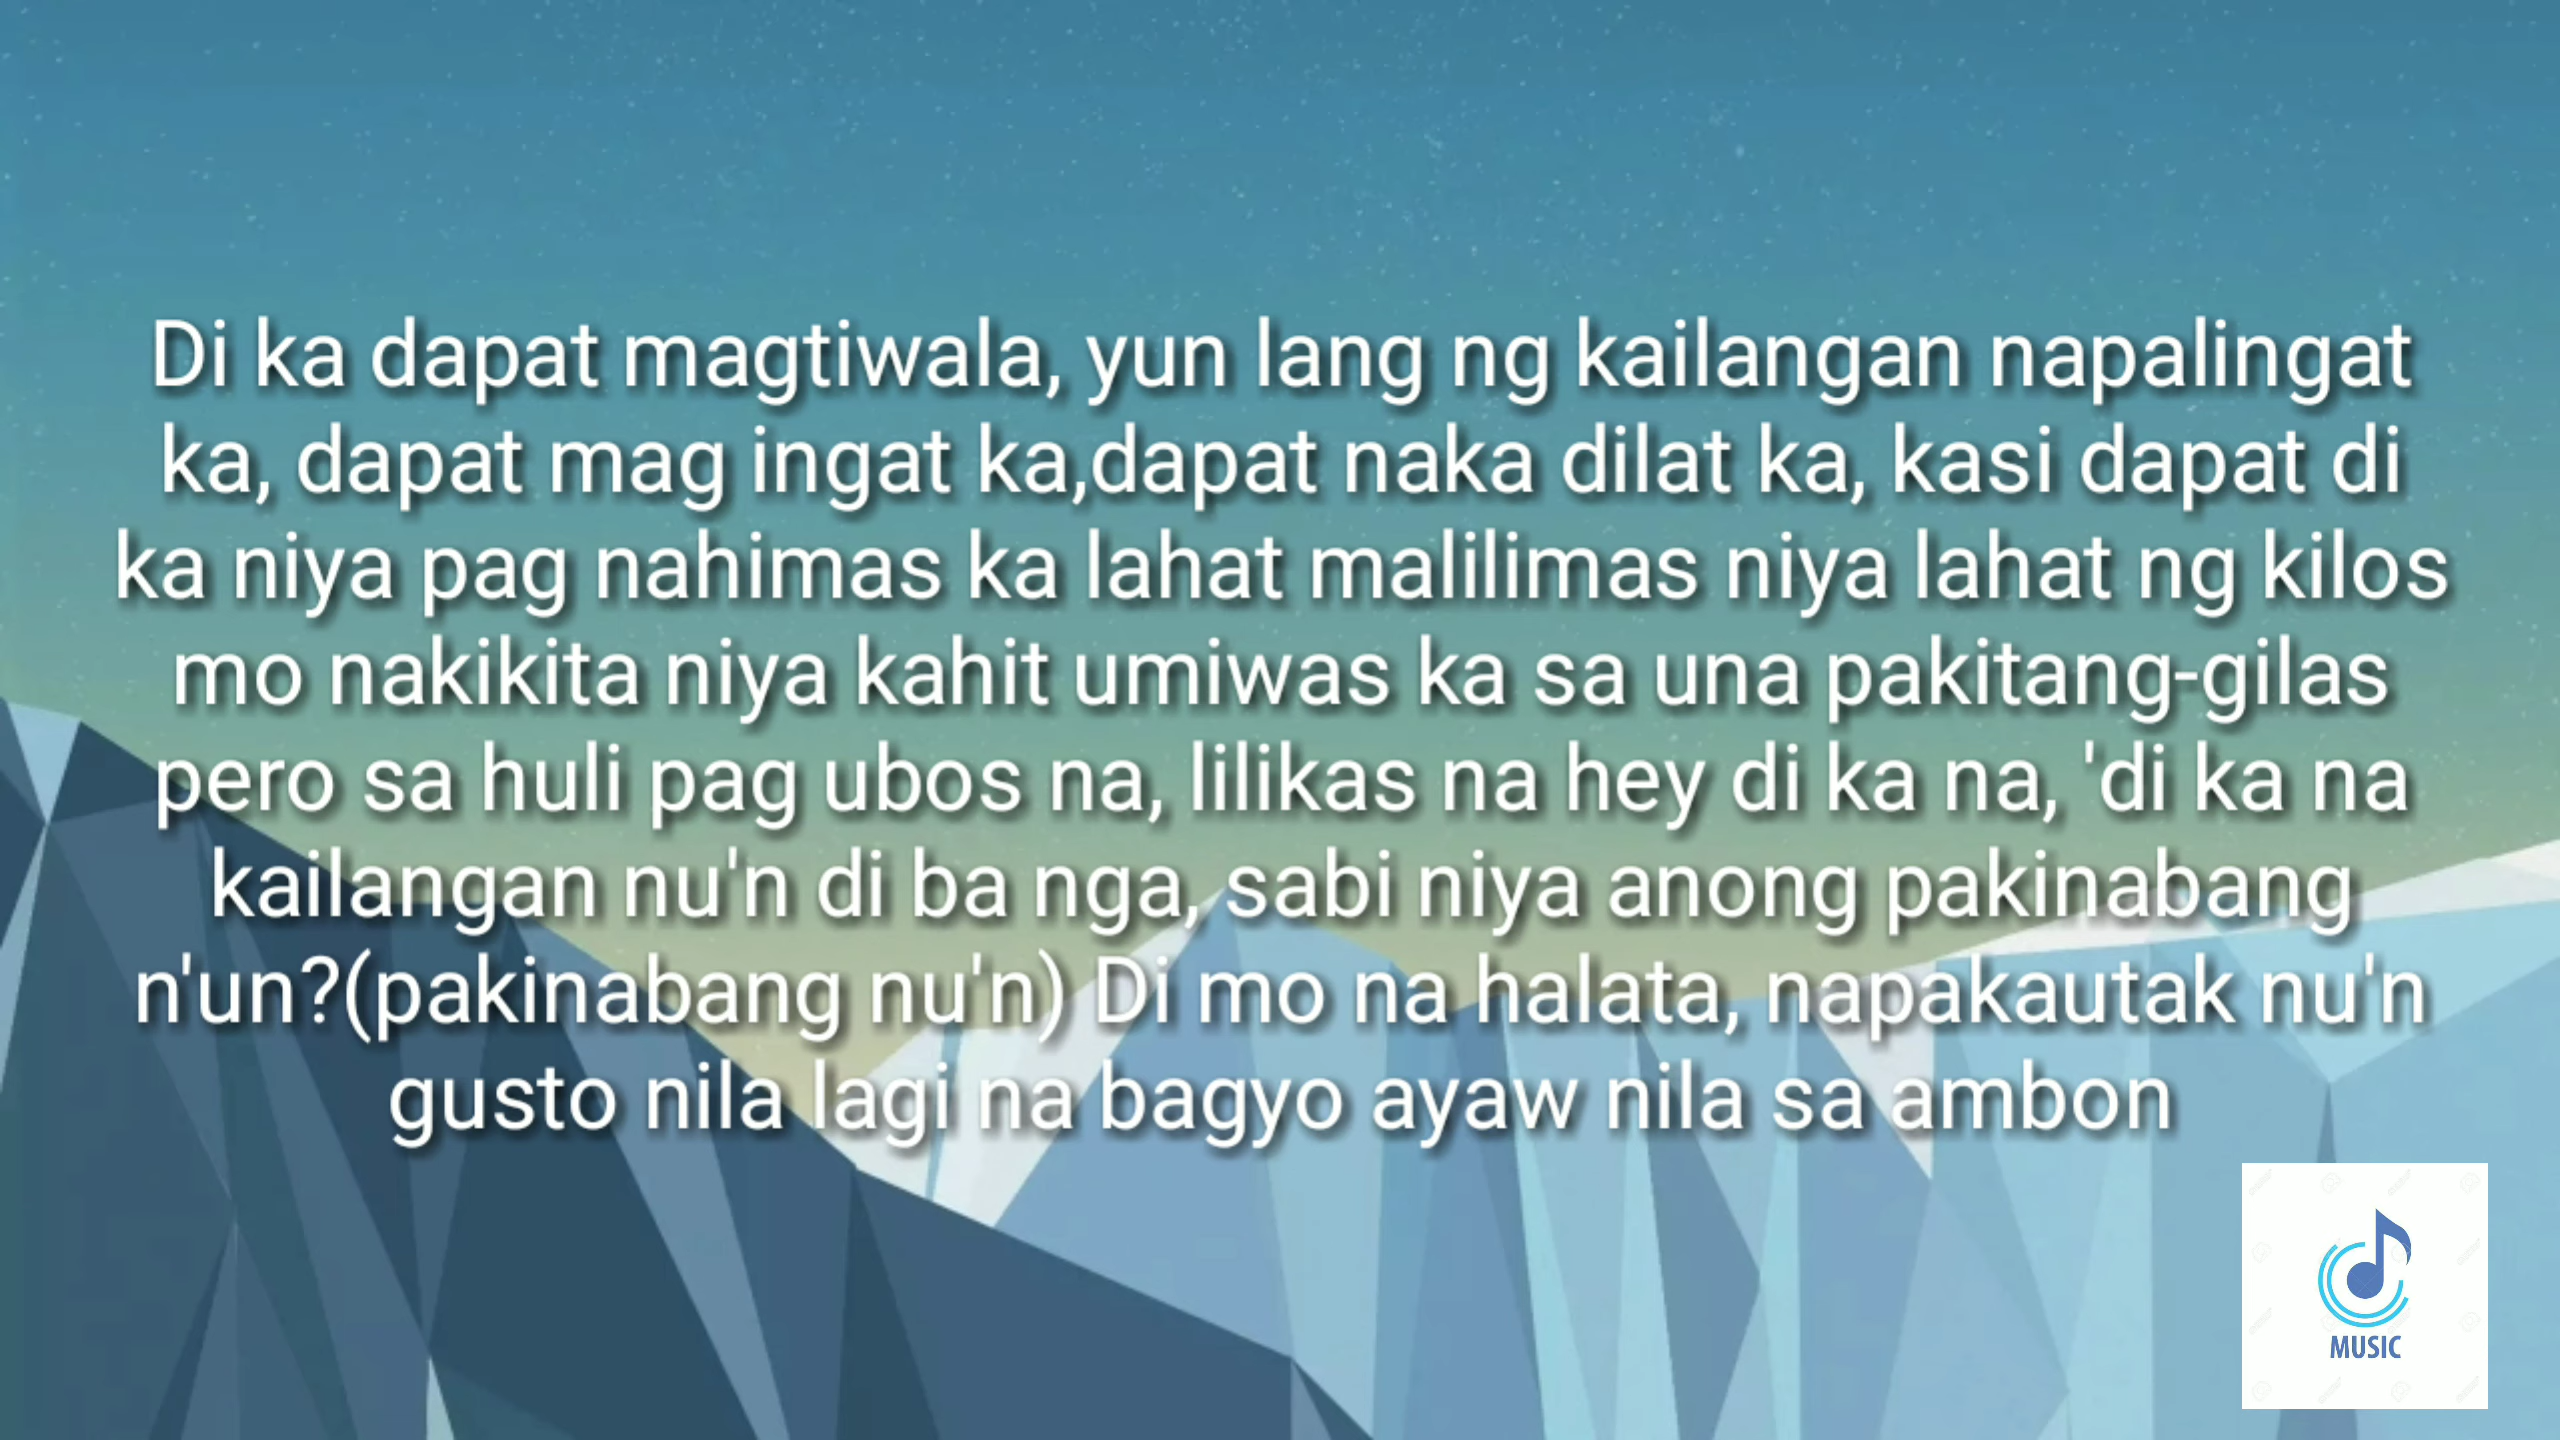 Di ka dapat magtiwala, yun lang ng kailangan napalingat
ka, dapat mag ingat ka,dapat naka dilat ka, kasi dapat di
ka niya pag nahimas ka lahat malilimas niya lahat ng kilos
mo nakikita niya kahit umiwas ka sa una pakitang-gilas
pero sa huli pag ubos na, lilikas na hey di ka na, 'di ka na
kailangan nu'n di ba nga, sabi niya anong pakinabang
n'un?(pakinabang nu'n) Di mo na halata, napakautak nu'n
gusto nila lagi na bagyo ayaw nila sa ambon
MUSIC